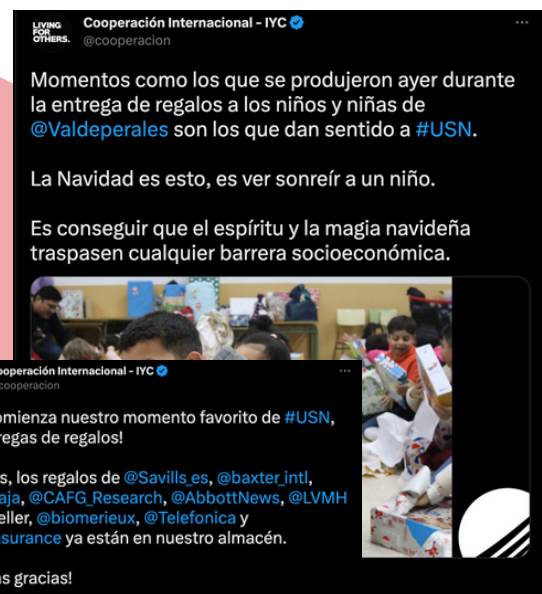 LIVING
FOR
OTHERS.
Cooperación Internacional - IYC
@cooperacion
Momentos como los que se produjeron ayer durante
la entrega de regalos a los niños y niñas de
@Valdeperales son los que dan sentido a #USN.
La Navidad es esto, es ver sonreír a un niño.
Es conseguir que el espíritu y la magia navideña
traspasen cualquier barrera socioeconómica.
ooperación Internacional - IYC
cooperacion
omienza nuestro momento favorito de #USN,
regas de regalos!
s, los regalos de @Savills_es, @baxter_intl,
aja, @CAFG_Research, @AbbottNews, @LVMH
eller, @biomerieux, @Telefonica y
nsurance ya están en nuestro almacén.
as gracias!